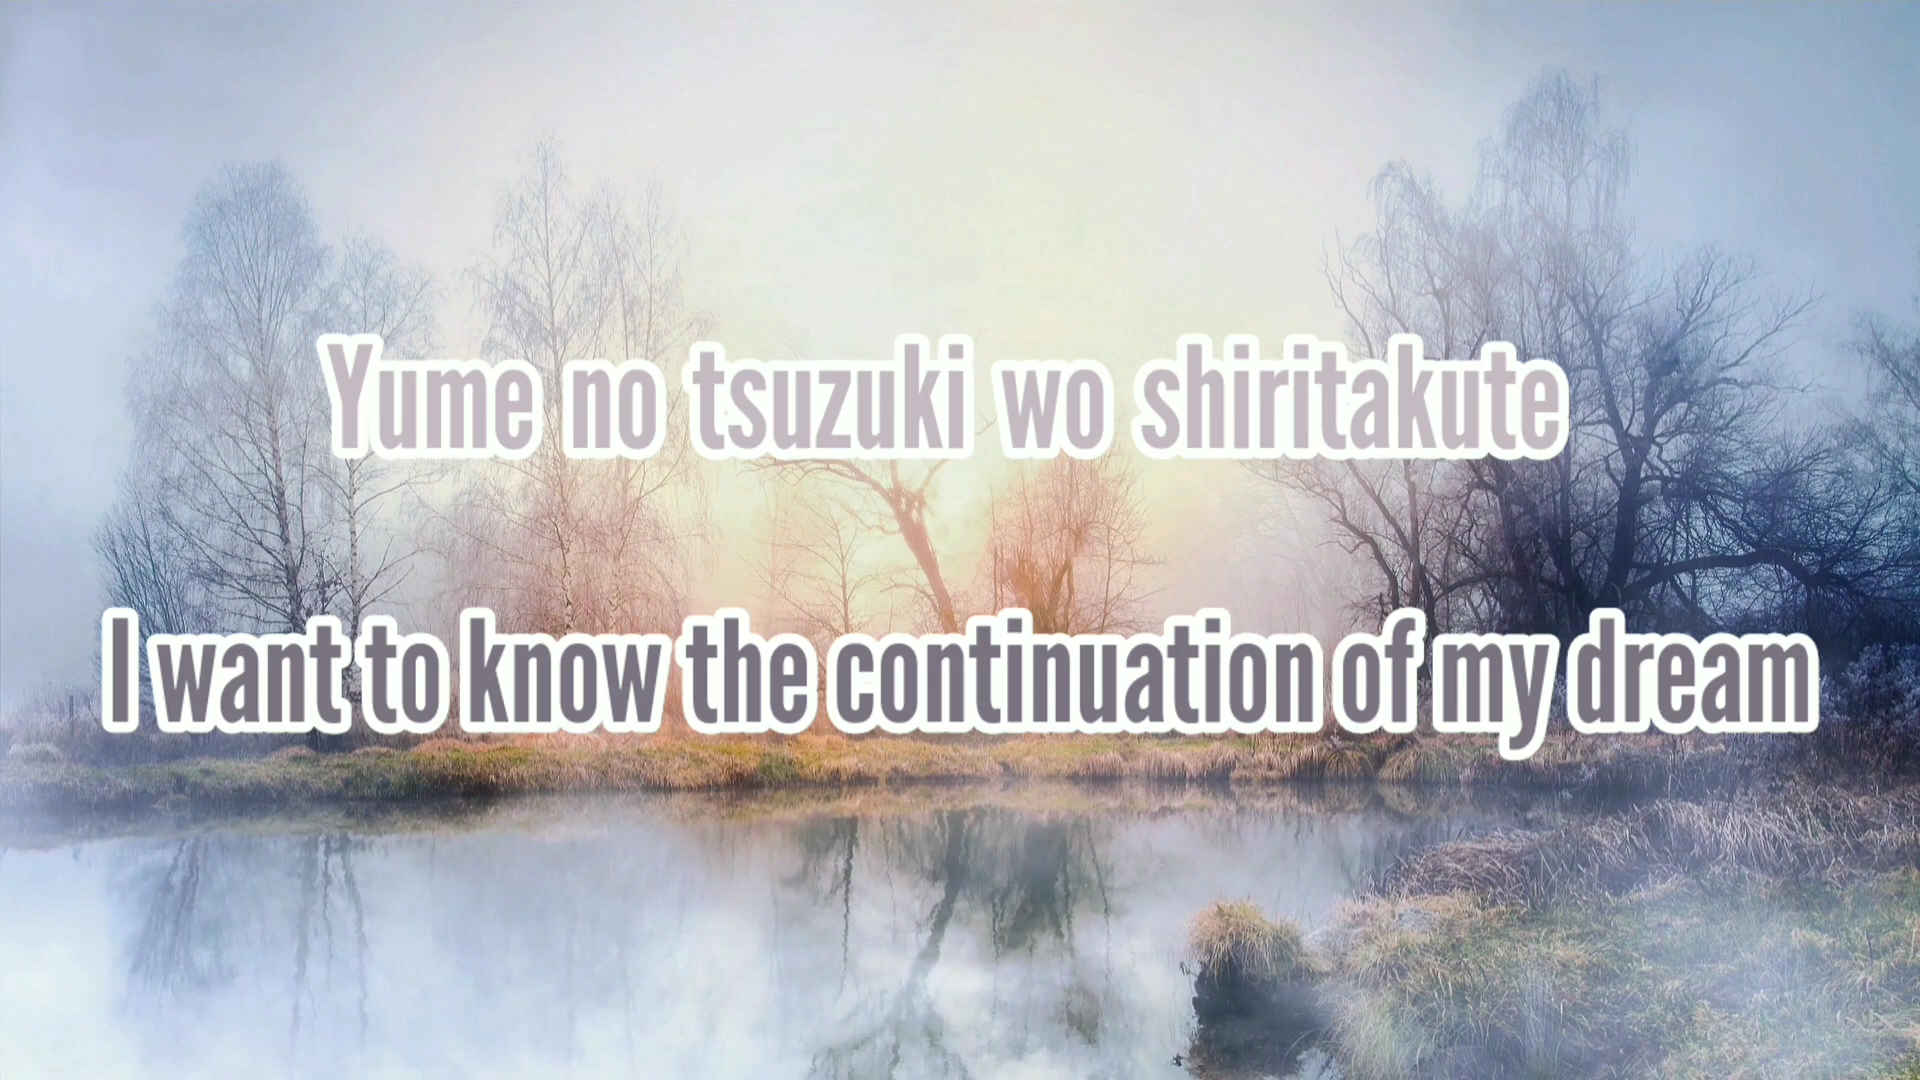 Yume no tsuzuki wo shiritakute
I want to know the continuation of my dream